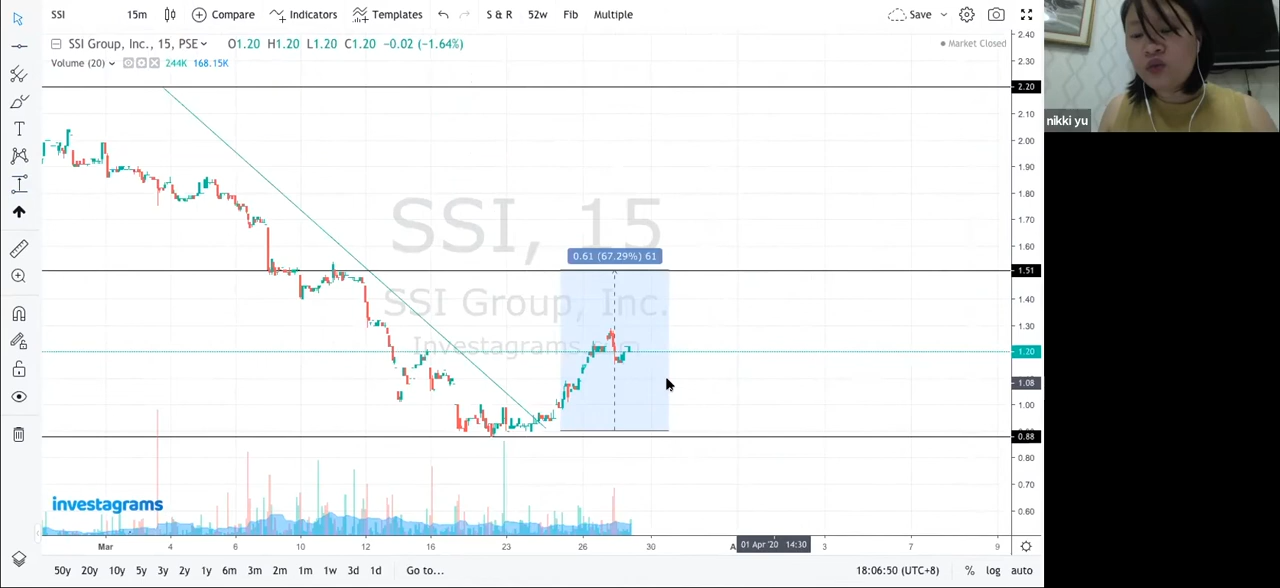 SSI 15m Compare Indicators Templates S & R 52w Fib Multiple Save
SSI Group, Inc., 15, PSE O1.20 H1.20 L1.20 C1.20 −0.02 (−1.64%)
Market Closed
Volume (20) 244K 168.15K
nikki yu
2.40
2.30
2.20
2.10
2.00
1.90
1.80
1.70
1.60
1.51
1.40
1.30
1.20
1.08
1.00
0.88
0.80
0.70
0.60
SSI, 15
0.61 (67.29%) 61
SSI Group, Inc.
investagrams
Mar 4 6 10 12 16 23 26 30 01 Apr '20 14:30 3 7 9
50y 20y 10y 5y 3y 2y 1y 6m 3m 2m 1m 1w 3d 1d Go to... 18:06:50 (UTC+8) % log auto